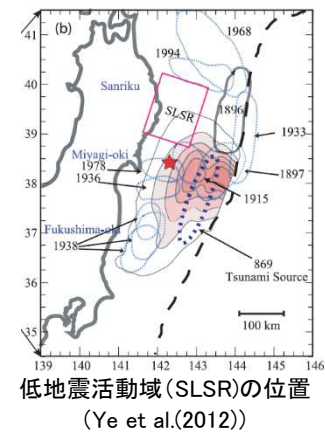 (b)
1968
1994
41
40
39
38
37
36
35
Sanriku
SLSR
1896
1933
Miyagi-oki
1978
1936
1897
1915
Fukushima-oki
1938
869
Tsunami Source
100 km
139 140 141 142 143 144 145 146
低地震活動域(SLSR)の位置
(Ye et al.(2012))